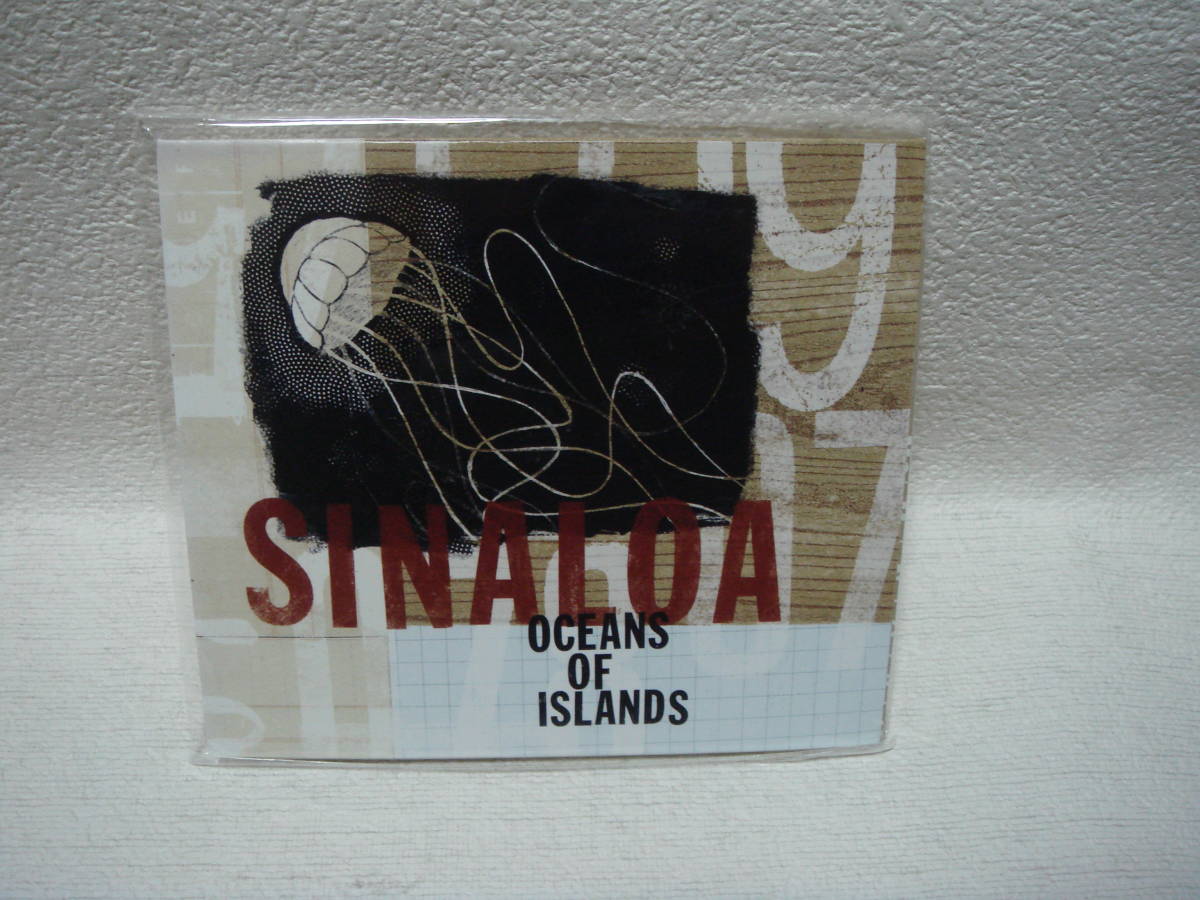 SINALOA
OCEANS
OF
ISLANDS